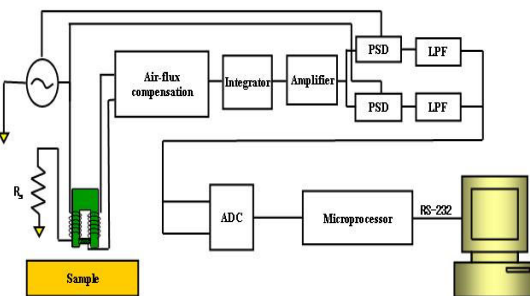 PSD
LPF
Air-flux
compensation
Integrator
Amplifier
PSD
LPF
Rs
ADC
Microprocessor
RS-232
Sample